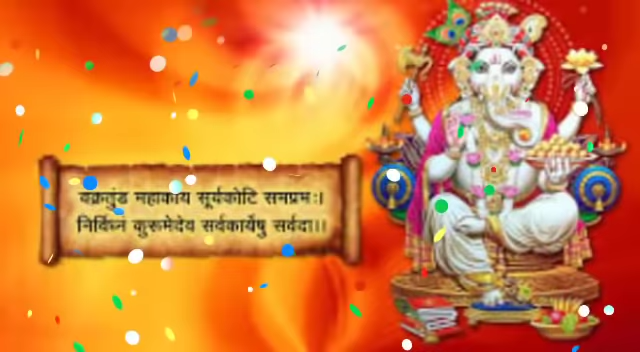 वक्रतुंड महाकाय सूर्यकोटि समप्रभः।
निर्विघ्नं कुरूमेदेव सर्वकार्येषु सर्वदा।।